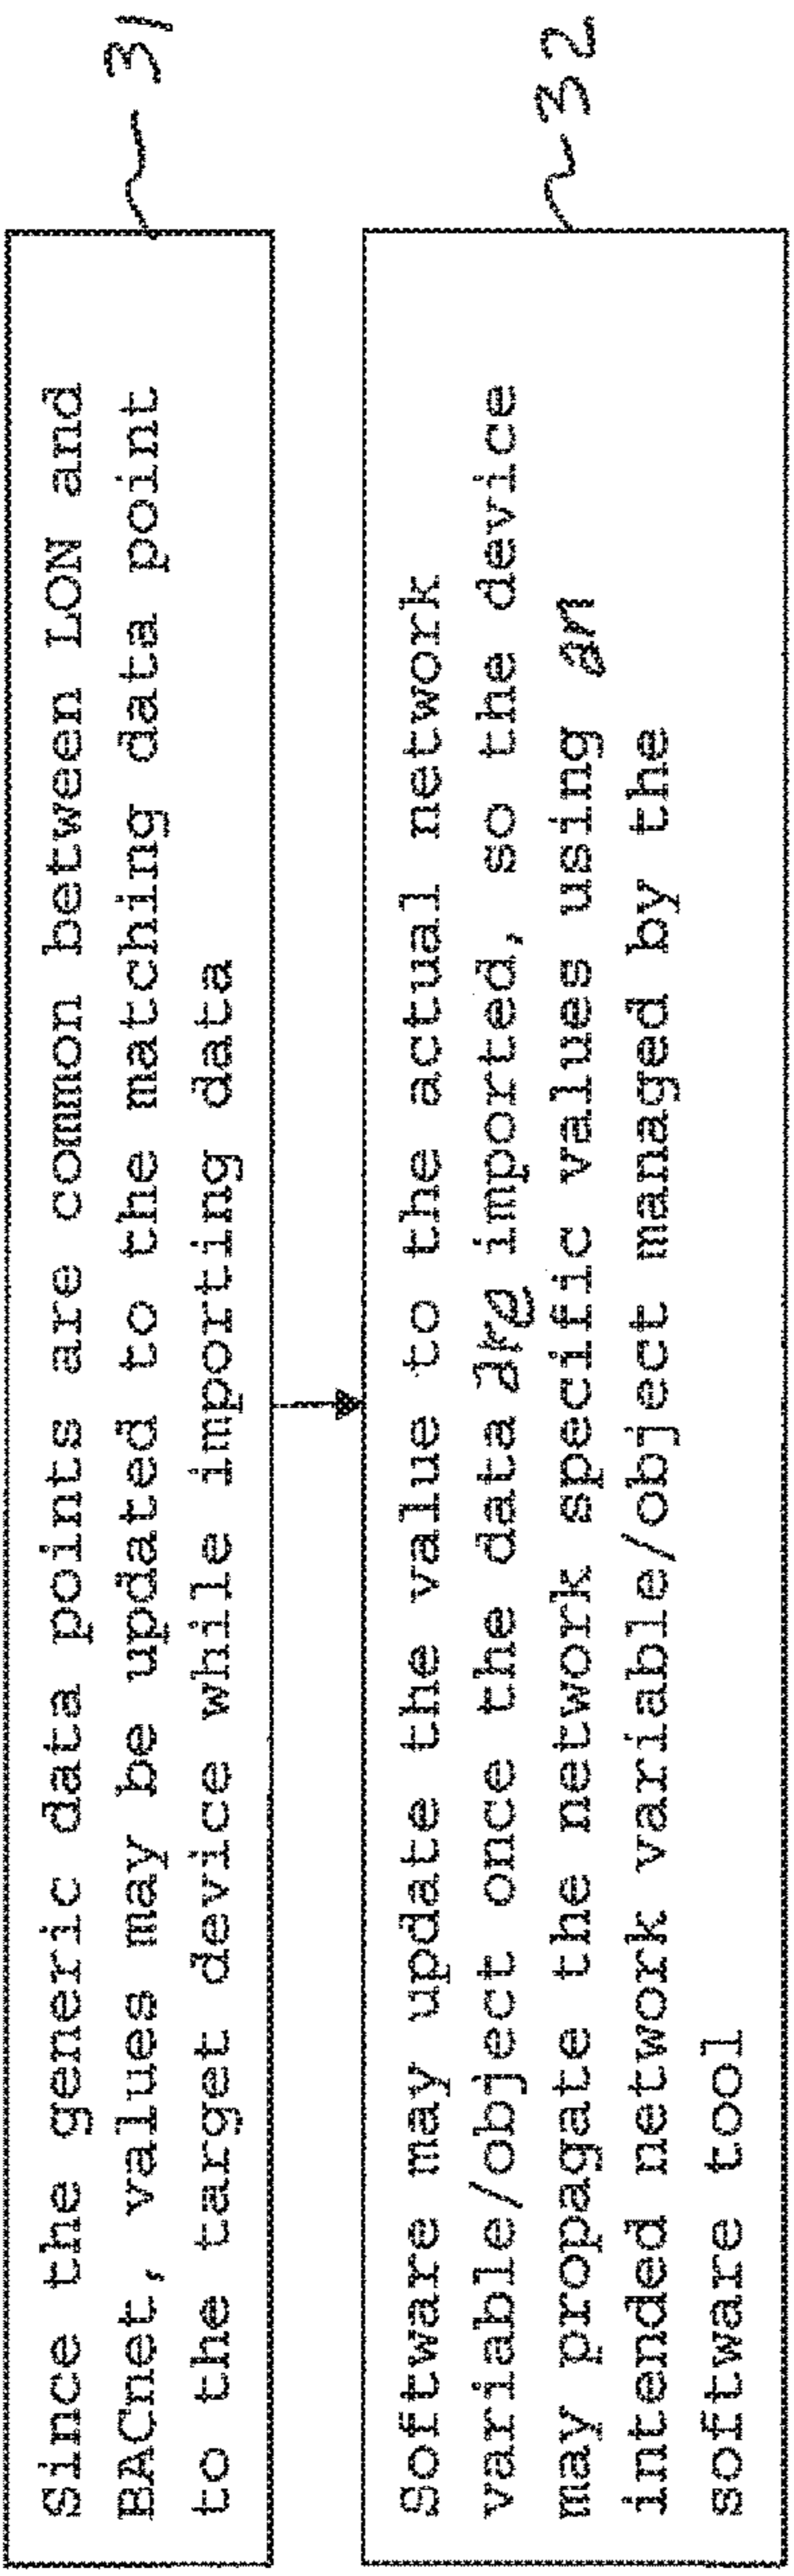 Since the generic data points are common between LON and
BACnet, values may be updated to the matching data point
to the target device while importing data
31
Software may update the value to the actual network
variable/object once the data are imported, so the device
may propagate the network specific values using an
intended network variable/object managed by the
software tool
32